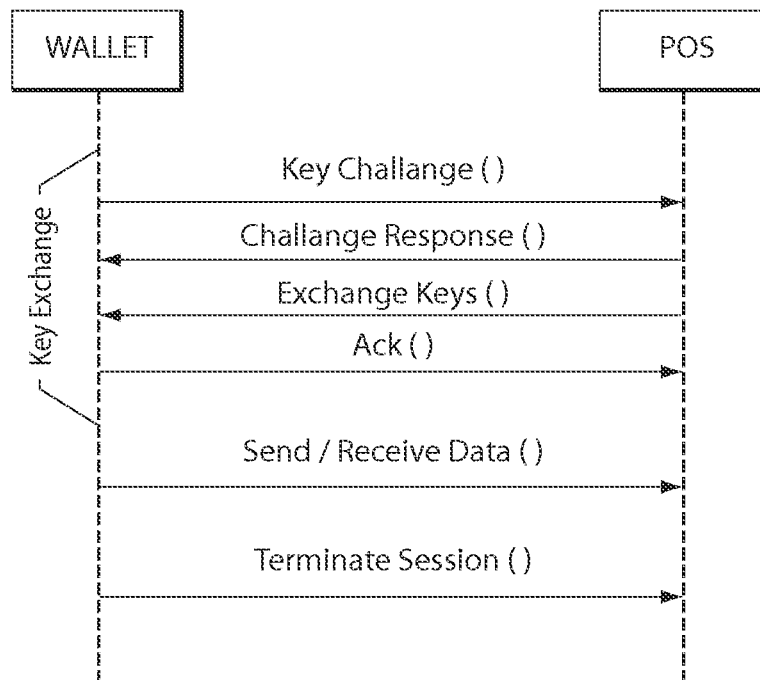 WALLET
POS
Key Challange ( )
Challange Response ( )
Exchange Keys ( )
Ack ( )
Key Exchange
Send / Receive Data ( )
Terminate Session ( )